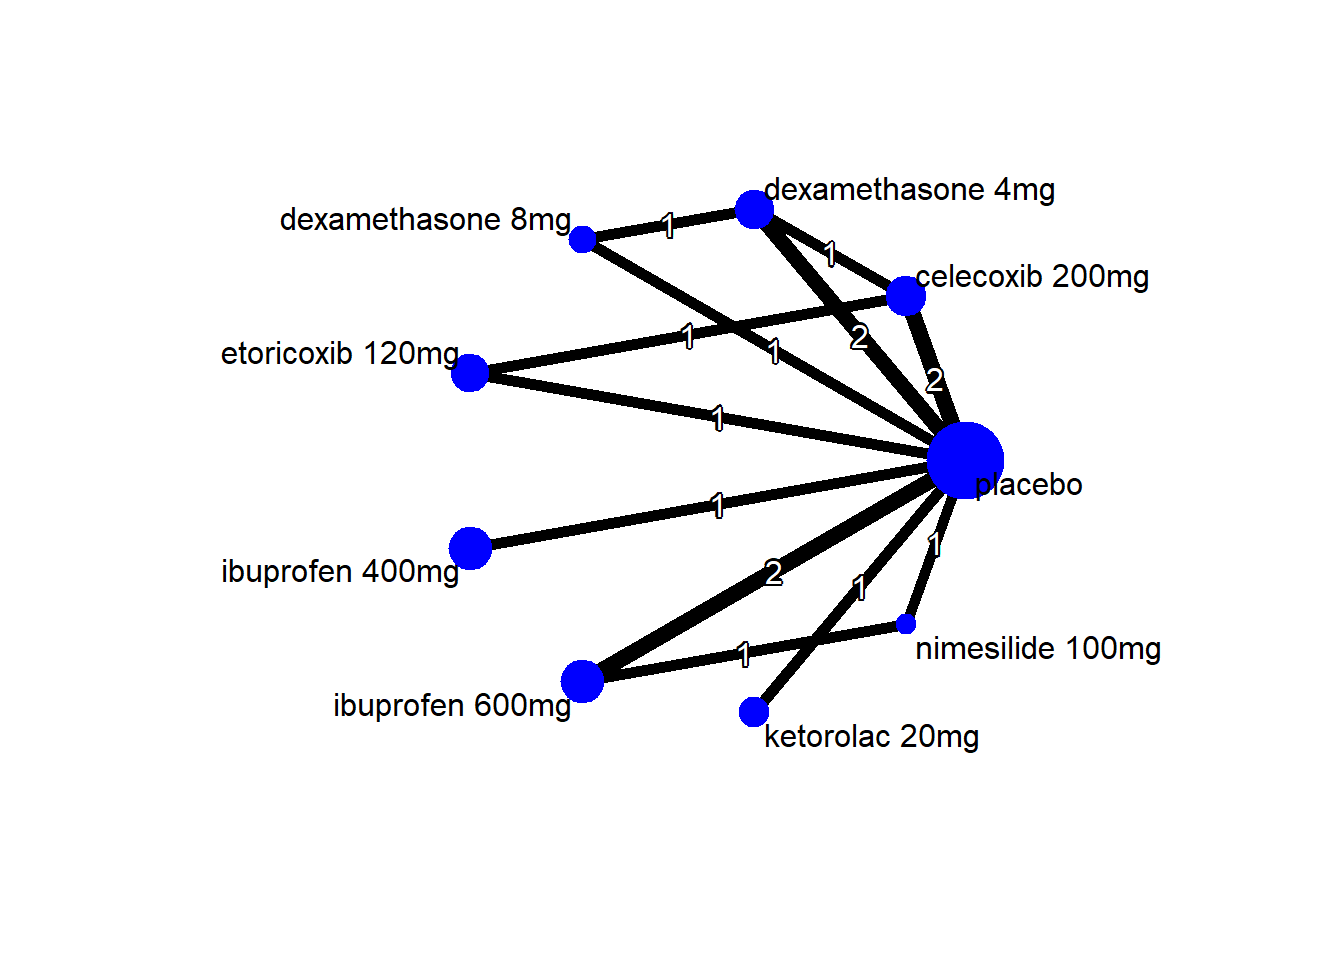 dexamethasone 4mg
dexamethasone 8mg
1
1
celecoxib 200mg
1
2
etoricoxib 120mg
1
2
1
placebo
1
1
ibuprofen 400mg
2
1
nimesilide 100mg
1
ibuprofen 600mg
ketorolac 20mg